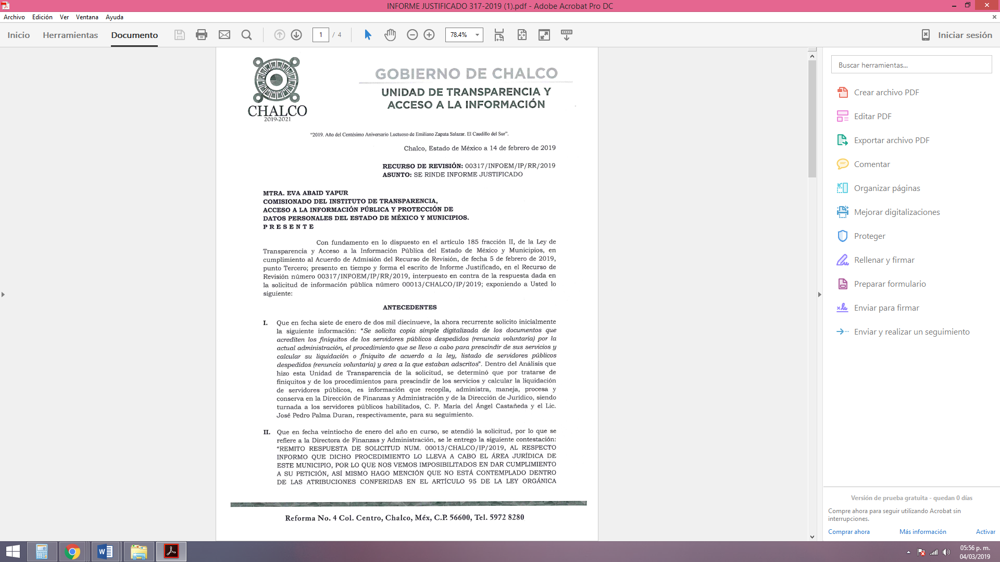 INFORME JUSTIFICADO 317-2019 (1).pdf - Adobe Acrobat Pro DC
Archivo Edición Ver Ventana Ayuda
Inicio Herramientas Documento 1 / 4 78.4% Iniciar sesión
CHALCO
2019-2021
GOBIERNO DE CHALCO
UNIDAD DE TRANSPARENCIA Y
ACCESO A LA INFORMACIÓN
"2019. Año del Centésimo Aniversario Luctuoso de Emiliano Zapata Salazar. El Caudillo del Sur".
Chalco, Estado de México a 14 de febrero de 2019
RECURSO DE REVISIÓN: 00317/INFOEM/IP/RR/2019
ASUNTO: SE RINDE INFORME JUSTIFICADO
MTRA. EVA ABAID YAPUR
COMISIONADO DEL INSTITUTO DE TRANSPARENCIA,
ACCESO A LA INFORMACIÓN PÚBLICA Y PROTECCIÓN DE
DATOS PERSONALES DEL ESTADO DE MÉXICO Y MUNICIPIOS.
P R E S E N T E
Con fundamento en lo dispuesto en el artículo 185 fracción II, de la Ley de
Transparencia y Acceso a la Información Pública del Estado de México y Municipios, en
cumplimiento al Acuerdo de Admisión del Recurso de Revisión, de fecha 5 de febrero de 2019,
punto Tercero; presento en tiempo y forma el escrito de Informe Justificado, en el Recurso de
Revisión número 00317/INFOEM/IP/RR/2019, interpuesto en contra de la respuesta dada en
la solicitud de información pública número 00013/CHALCO/IP/2019; exponiendo a Usted lo
siguiente:
ANTECEDENTES
I. Que en fecha siete de enero de dos mil diecinueve, la ahora recurrente solicito inicialmente
la siguiente información: "Se solicita copia simple digitalizada de los documentos que
acrediten los finiquitos de los servidores públicos despedidos (renuncia voluntaria) por la
actual administración, el procedimiento que se llevo a cabo para prescindir de sus servicios y
calcular su liquidación o finiquito de acuerdo a la ley, listado de servidores públicos
despedidos (renuncia voluntaria) y area a la que estaban adscritos". Dentro del Análisis que
hizo esta Unidad de Transparencia de la solicitud, se determinó que por tratarse de
finiquitos y de los procedimientos para prescindir de los servicios y calcular la liquidación
de servidores públicos, es información que recopila, administra, maneja, procesa y
conserva en la Dirección de Finanzas y Administración y de la Dirección de Jurídico, siendo
turnada a los servidores públicos habilitados, C. P. María del Ángel Castañeda y el Lic.
José Pedro Palma Duran, respectivamente, para su seguimiento.
II. Que en fecha veintiocho de enero del año en curso, se atendió la solicitud, por lo que se
refiere a la Directora de Finanzas y Administración, se le entrego la siguiente contestación:
"REMITO RESPUESTA DE SOLICITUD NUM. 00013/CHALCO/IP/2019, AL RESPECTO
INFORMO QUE DICHO PROCEDIMIENTO LO LLEVA A CABO EL ÁREA JURÍDICA DE
ESTE MUNICIPIO, POR LO QUE NOS VEMOS IMPOSIBILITADOS EN DAR CUMPLIMIENTO
A SU PETICIÓN, ASÍ MISMO HAGO MENCIÓN QUE NO ESTÁ CONTEMPLADO DENTRO
DE LAS ATRIBUCIONES CONFERIDAS EN EL ARTÍCULO 95 DE LA LEY ORGÁNICA
Reforma No. 4 Col. Centro, Chalco, Méx, C.P. 56600, Tel. 5972 8280
Buscar herramientas...
Crear archivo PDF
Editar PDF
Exportar archivo PDF
Comentar
Organizar páginas
Mejorar digitalizaciones
Proteger
Rellenar y firmar
Preparar formulario
Enviar para firmar
Enviar y realizar un seguimiento
Versión de prueba gratuita - quedan 0 días
Compre ahora para seguir utilizando Acrobat sin
interrupciones.
Comprar ahora Más información Activar
05:56 p. m.
04/03/2019